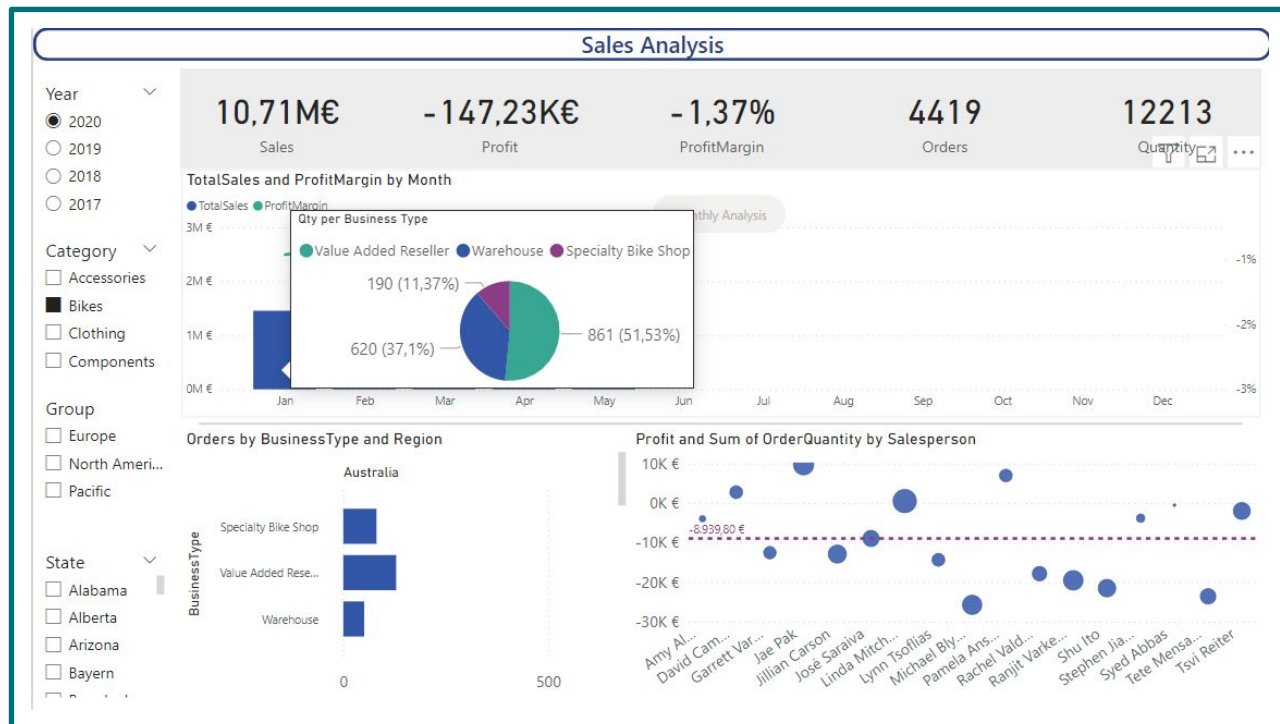 Sales Analysis
Year
2020
2019
2018
2017
Category
Accessories
Bikes
Clothing
Components
Group
Europe
North Ameri...
Pacific
State
Alabama
Alberta
Arizona
Bayern
10,71M€
Sales
-147,23K€
Profit
-1,37%
ProfitMargin
4419
Orders
12213
Quantity
TotalSales and ProfitMargin by Month
TotalSales ProfitMargin
3M €
2M €
1M €
0M €
-1%
-2%
-3%
Jan Feb Mar Apr May Jun Jul Aug Sep Oct Nov Dec
nthly Analysis
Qty per Business Type
Value Added Reseller Warehouse Specialty Bike Shop
190 (11,37%)
620 (37,1%)
861 (51,53%)
Orders by BusinessType and Region
Australia
BusinessType
Specialty Bike Shop
Value Added Rese...
Warehouse
0 500
Profit and Sum of OrderQuantity by Salesperson
10K €
0K €
-10K €
-20K €
-30K €
-8.939,80 €
Amy Al...
David Cam...
Garrett Var...
Jae Pak
Jillian Carson
José Saraiva
Linda Mitch...
Lynn Tsoflias
Michael Bly...
Pamela Ans...
Rachel Vald...
Ranjit Varke...
Shu Ito
Stephen Jia...
Syed Abbas
Tete Mensa...
Tsvi Reiter